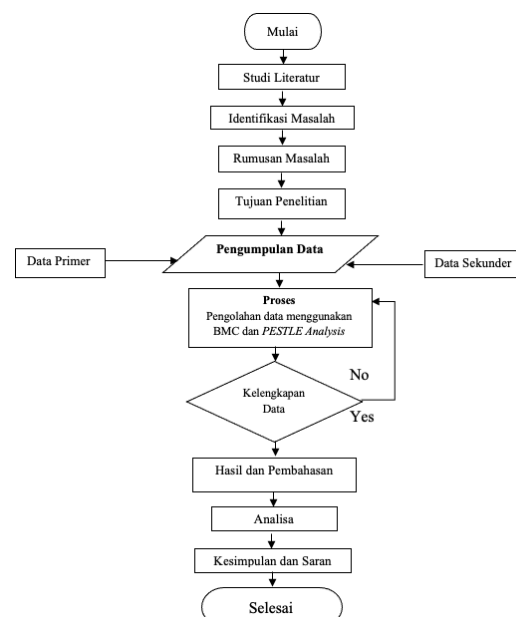 Mulai
Studi Literatur
Identifikasi Masalah
Rumusan Masalah
Tujuan Penelitian
Pengumpulan Data
Data Primer
Data Sekunder
Proses
Pengolahan data menggunakan
BMC dan PESTLE Analysis
No
Kelengkapan
Data
Yes
Hasil dan Pembahasan
Analisa
Kesimpulan dan Saran
Selesai